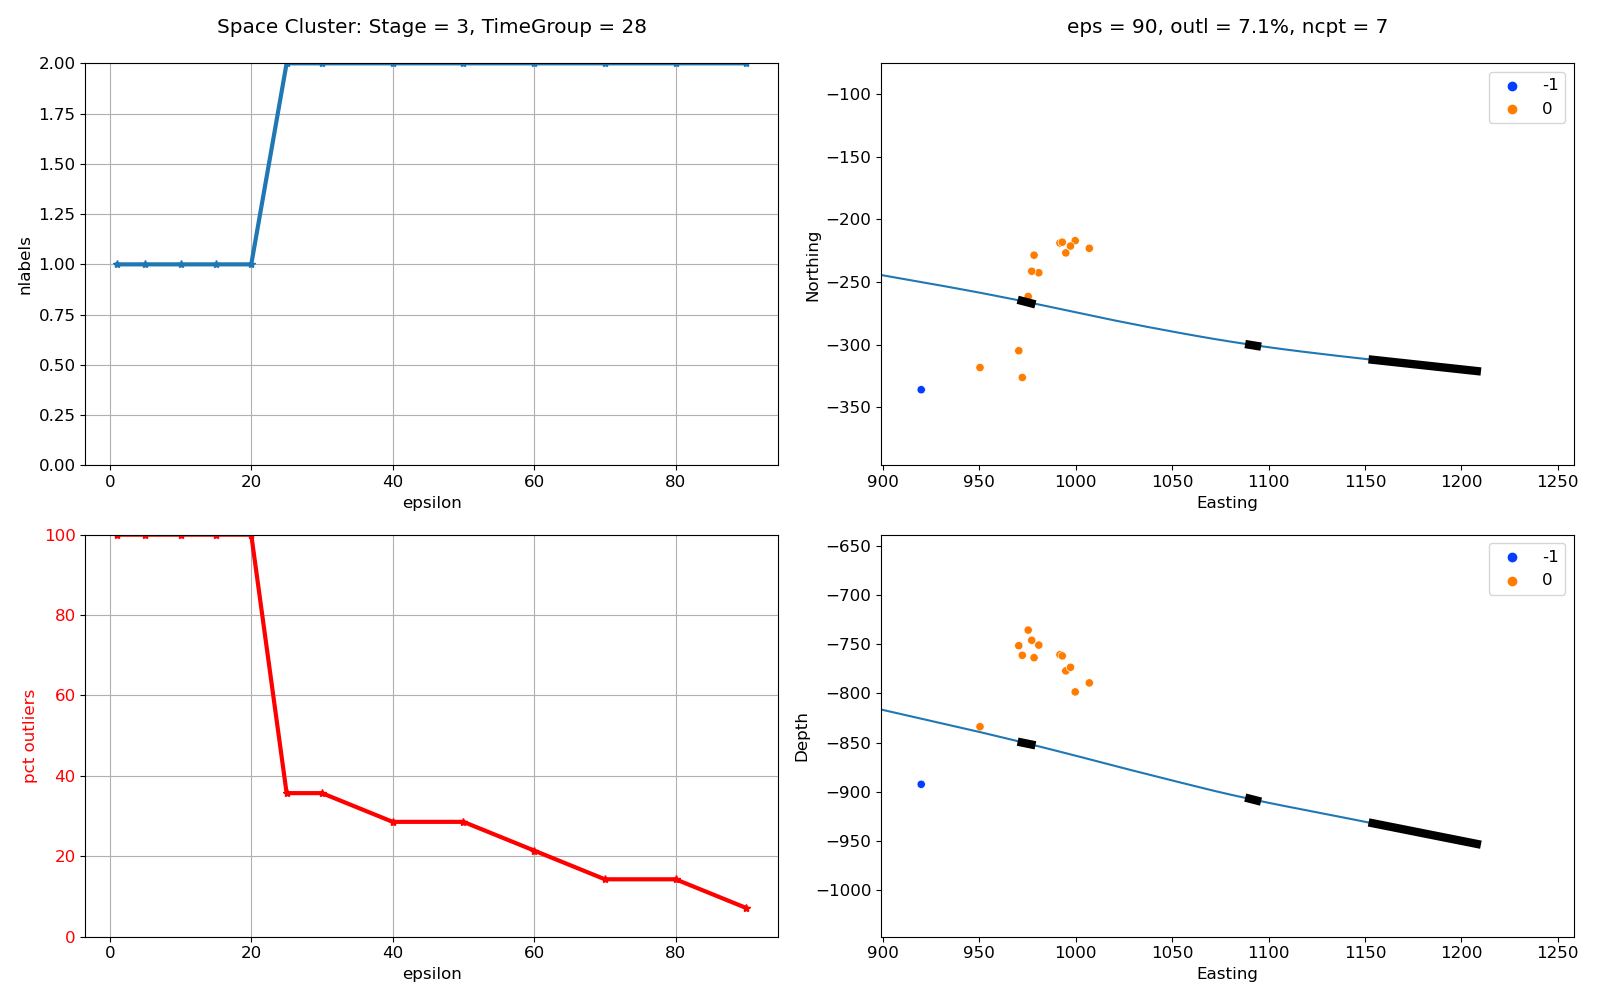 Space Cluster: Stage = 3, TimeGroup = 28
2.00
1.75
1.50
1.25
1.00
0.75
0.50
0.25
0.00
nlabels
0 20 40 60 80
epsilon
eps = 90, outl = 7.1%, ncpt = 7
−100
−150
−200
−250
−300
−350
Northing
-1
0
900 950 1000 1050 1100 1150 1200 1250
Easting
100
80
60
40
20
0
pct outliers
0 20 40 60 80
epsilon
−650
−700
−750
−800
−850
−900
−950
−1000
Depth
-1
0
900 950 1000 1050 1100 1150 1200 1250
Easting